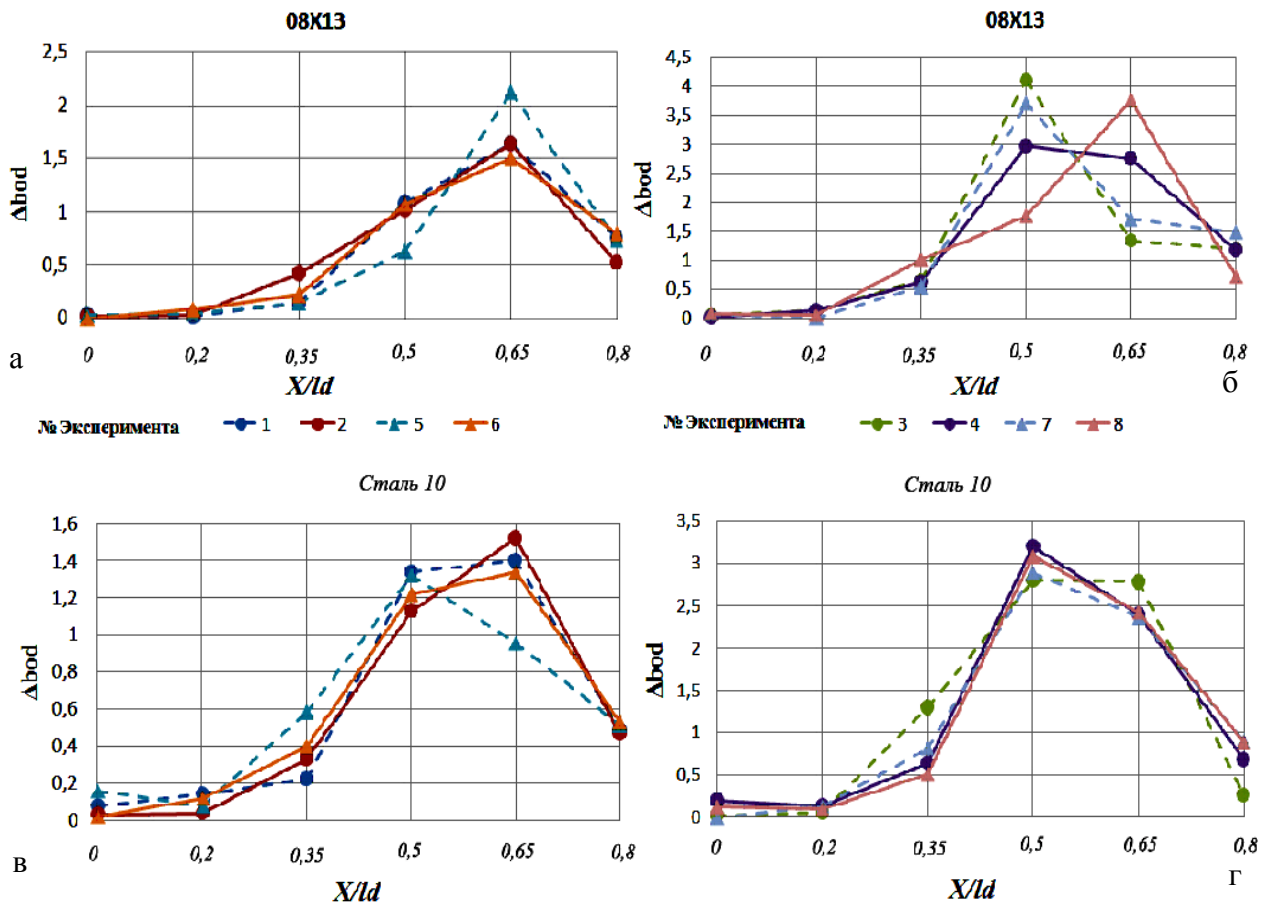 08X13
2,5
2
1,5
1
0,5
0
Δbod
0 0,2 0,35 0,5 0,65 0,8
X/ld
а
08X13
4,5
4
3,5
3
2,5
2
1,5
1
0,5
0
Δbod
0 0,2 0,35 0,5 0,65 0,8
X/ld
б
№ Эксперимента 1 2 5 6
№ Эксперимента 3 4 7 8
Сталь 10
1,6
1,4
1,2
1
0,8
0,6
0,4
0,2
0
Δbod
0 0,2 0,35 0,5 0,65 0,8
X/ld
в
Сталь 10
3,5
3
2,5
2
1,5
1
0,5
0
Δbod
0 0,2 0,35 0,5 0,65 0,8
X/ld
г